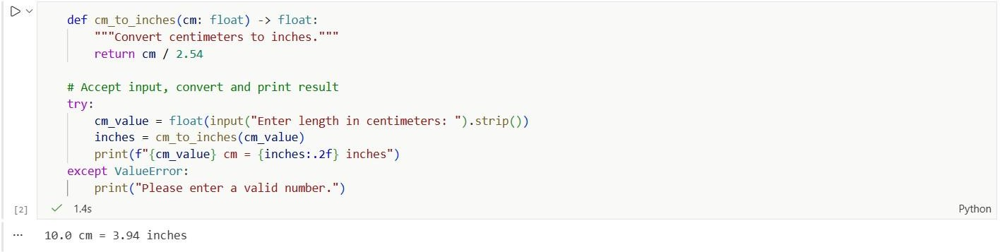 def cm_to_inches(cm: float) -> float:
    """Convert centimeters to inches."""
    return cm / 2.54

# Accept input, convert and print result
try:
    cm_value = float(input("Enter length in centimeters: ").strip())
    inches = cm_to_inches(cm_value)
    print(f"{cm_value} cm = {inches:.2f} inches")
except ValueError:
    print("Please enter a valid number.")
[2] 1.4s Python
... 10.0 cm = 3.94 inches